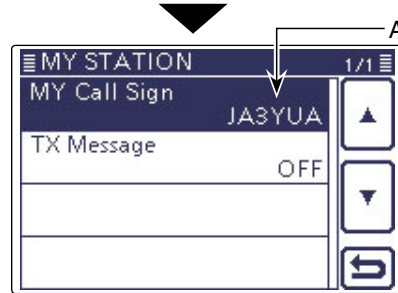 A
MY STATION 1/1
MY Call Sign
JA3YUA
TX Message
OFF